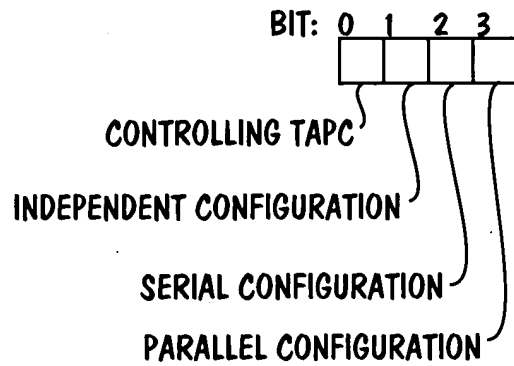 BIT: 0 1 2 3
CONTROLLING TAPC
INDEPENDENT CONFIGURATION
SERIAL CONFIGURATION
PARALLEL CONFIGURATION